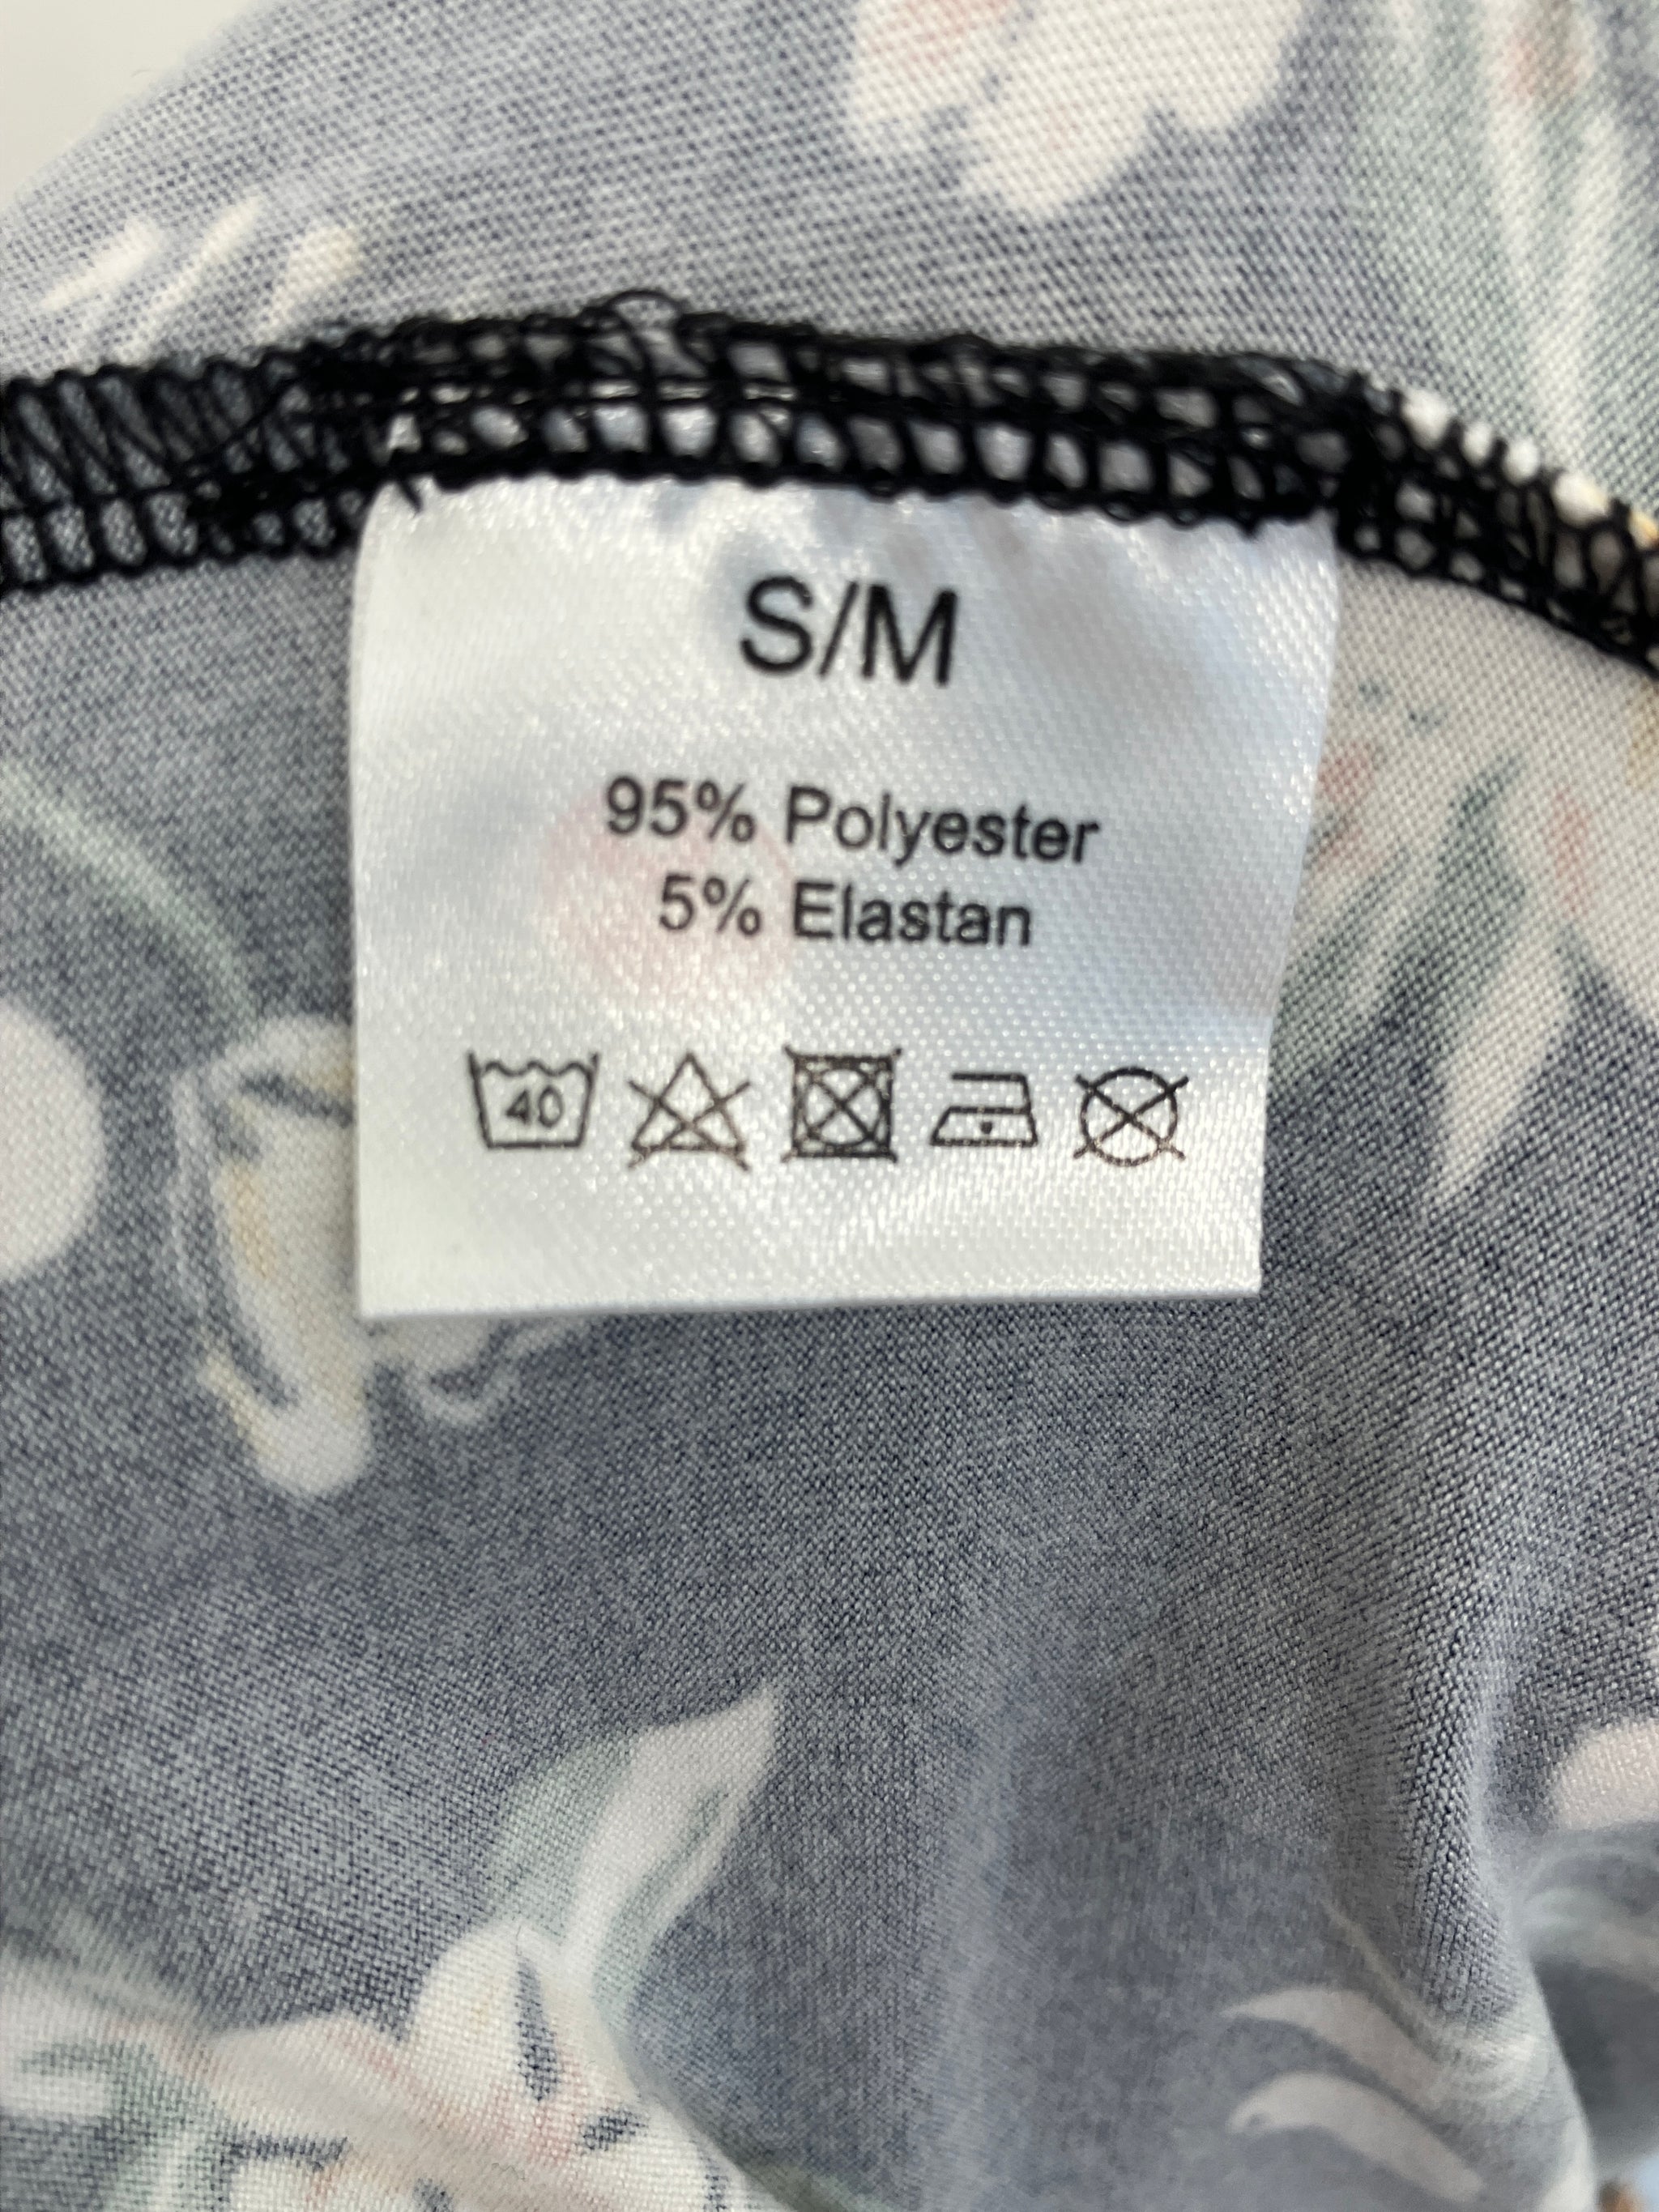 S/M
95% Polyester
5% Elastan
40